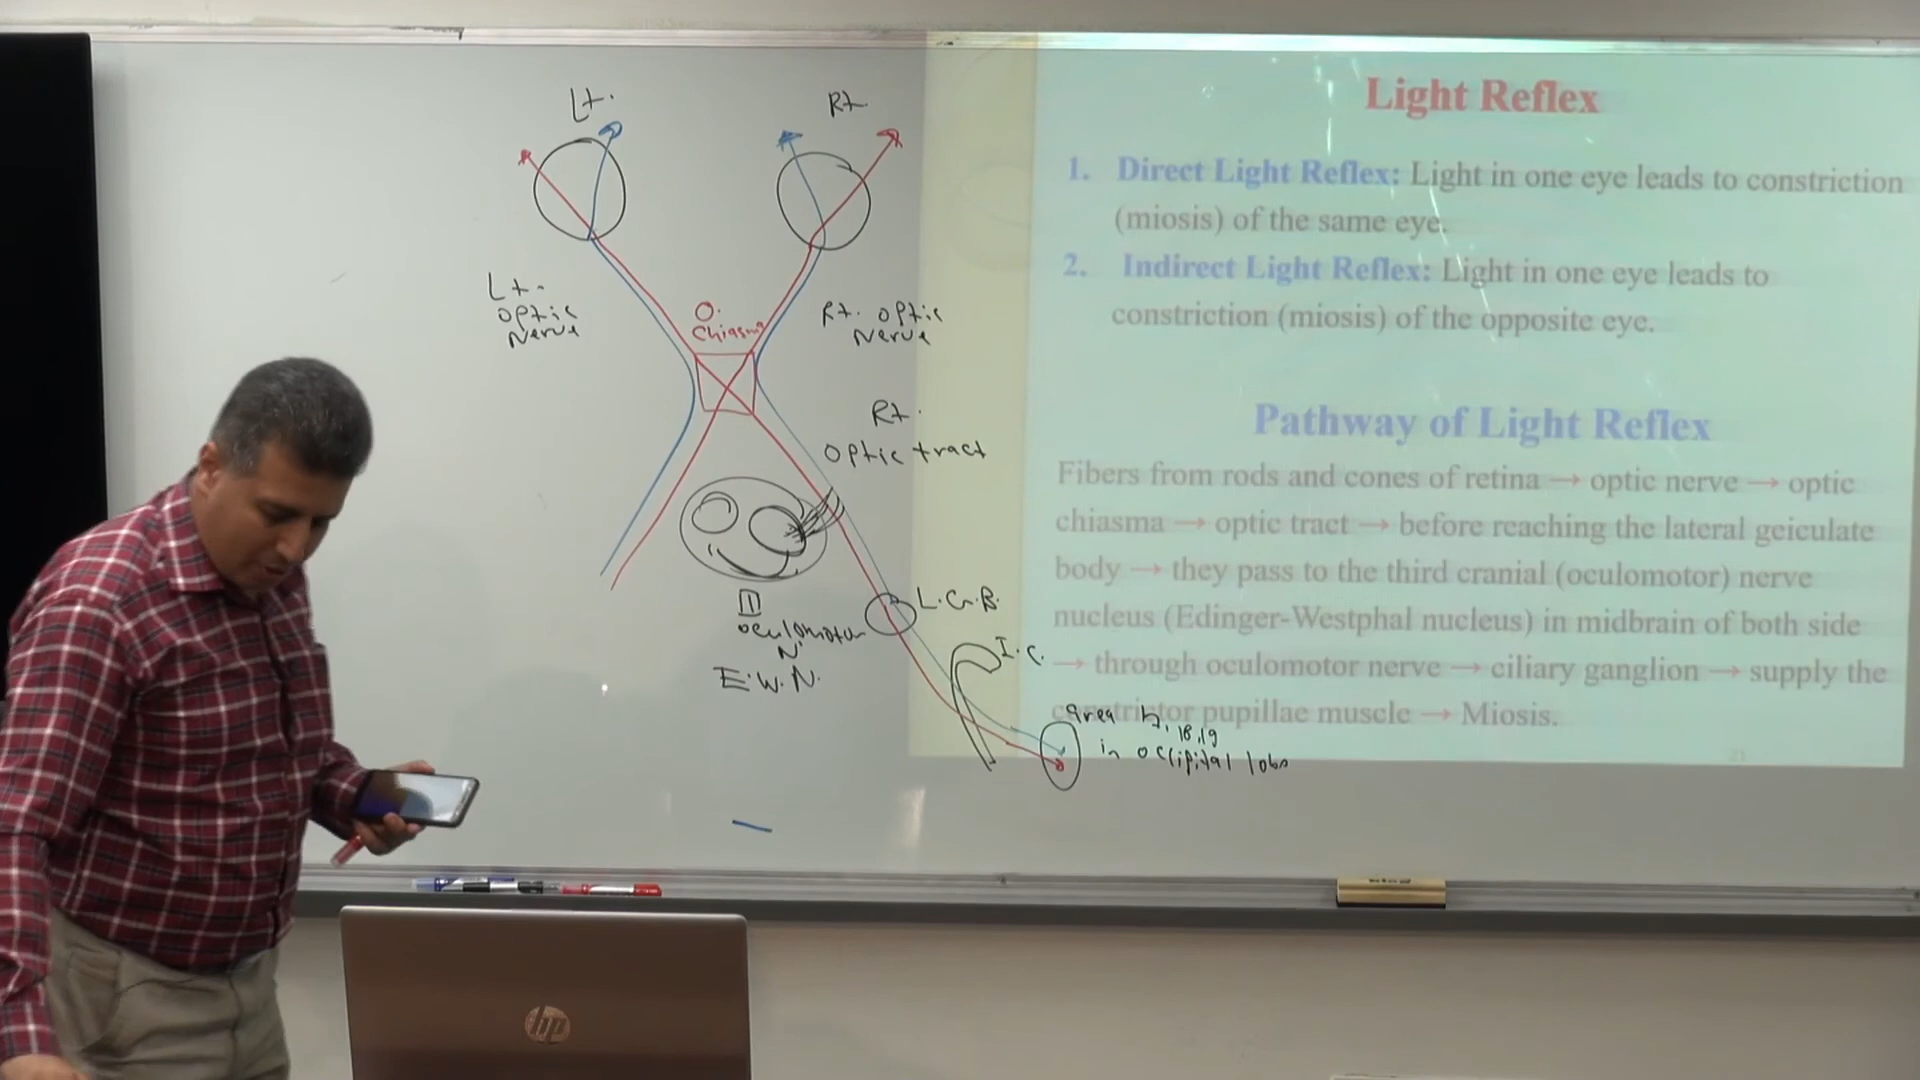 Lt.
Rt
Lt.
optic
Nerve
O.
Chiasma
Rt. optic
Nerve
Rt.
optic tract
L.G.B.
III
oculomotor
N.
E.W.N.
I.C.
area 17,
18,19
in occipital lobe
Light Reflex
1. Direct Light Reflex: Light in one eye leads to constriction
(miosis) of the same eye.
2. Indirect Light Reflex: Light in one eye leads to
constriction (miosis) of the opposite eye.
Pathway of Light Reflex
Fibers from rods and cones of retina → optic nerve → optic
chiasma → optic tract → before reaching the lateral geiculate
body → they pass to the third cranial (oculomotor) nerve
nucleus (Edinger-Westphal nucleus) in midbrain of both side
→ through oculomotor nerve → ciliary ganglion → supply the
constrictor pupillae muscle → Miosis.
21
hp